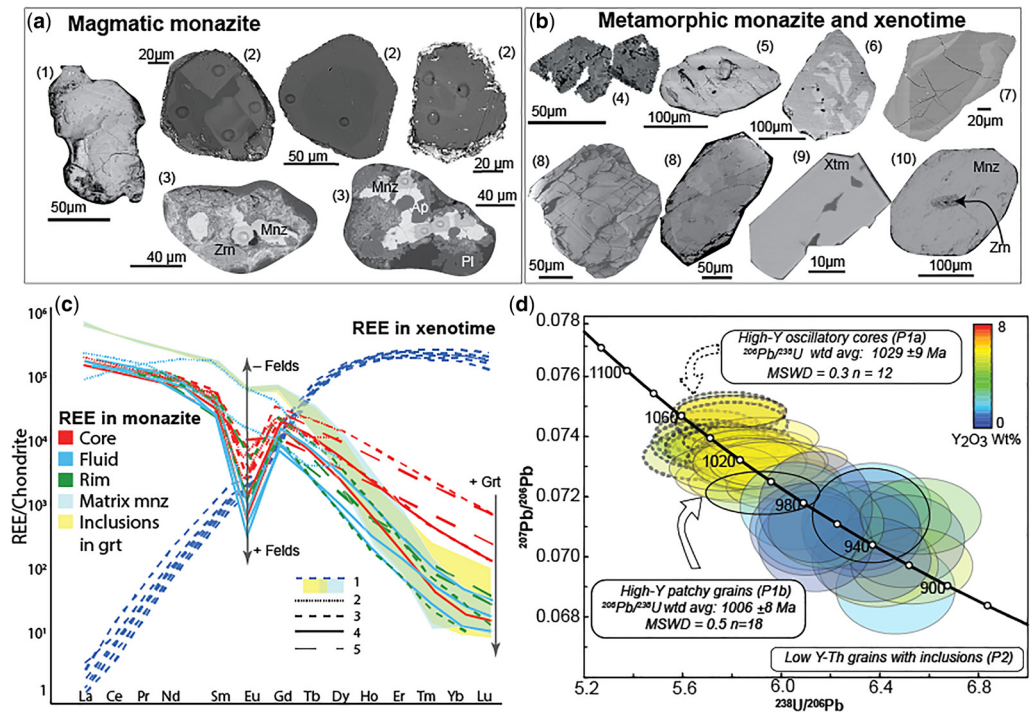 (a) Magmatic monazite
(1)
20μm
(2)
(2)
(2)
50μm
50 μm
20 μm
(3)
Zrn
Mnz
40 μm
(3)
Mnz
Ap
Pl
40 μm
(b) Metamorphic monazite and xenotime
(4)
50μm
(5)
100μm
(6)
100μm
(7)
20μm
(8)
50μm
(8)
50μm
(9)
Xtm
10μm
(10)
Mnz
Zrn
100μm
(c)
REE/Chondrite
10⁶
10⁵
10⁴
10³
10²
10¹
1
REE in xenotime
– Felds
REE in monazite
Core
Fluid
Rim
Matrix mnz
Inclusions
in grt
+ Felds
+ Grt
1
2
3
4
5
La Ce Pr Nd Sm Eu Gd Tb Dy Ho Er Tm Yb Lu
(d)
²⁰⁷Pb/²⁰⁶Pb
0.078
0.076
0.074
0.072
0.070
0.068
High-Y oscillatory cores (P1a)
²⁰⁶Pb/²³⁸U wtd avg: 1029 ±9 Ma
MSWD = 0.3 n = 12
8
0
Y₂O₃ Wt%
1100
1060
1020
980
940
900
High-Y patchy grains (P1b)
²⁰⁶Pb/²³⁸U wtd avg: 1006 ±8 Ma
MSWD = 0.5 n=18
Low Y-Th grains with inclusions (P2)
5.2 5.6 6.0 6.4 6.8
²³⁸U/²⁰⁶Pb